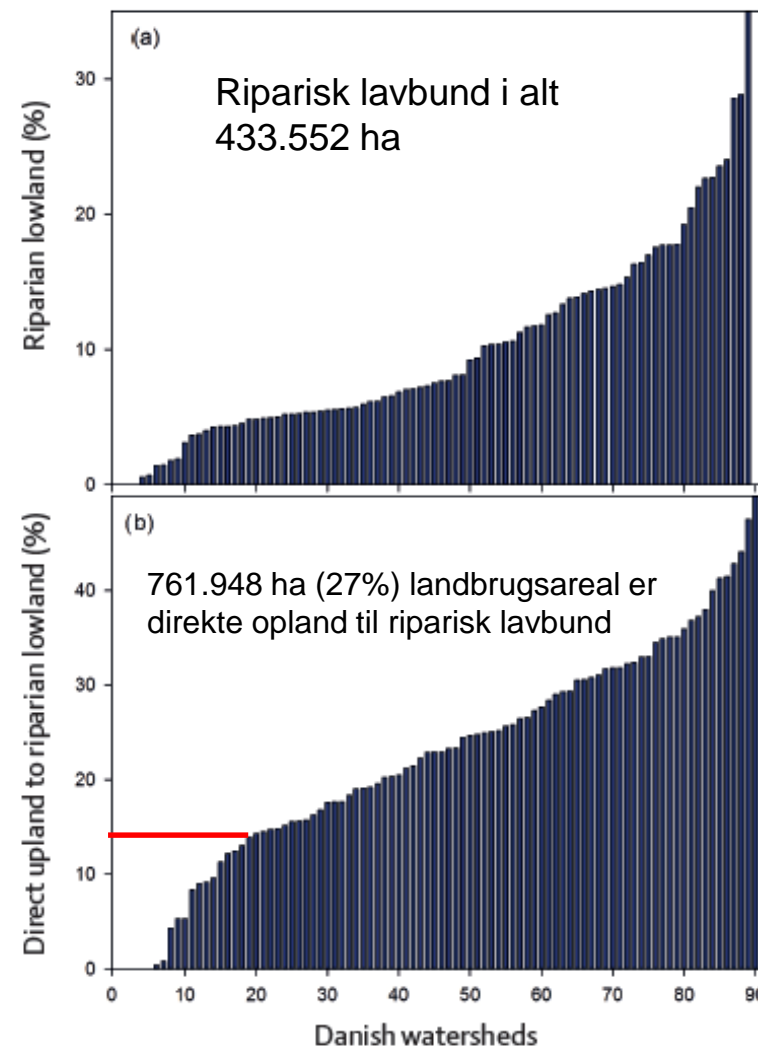 (a)
Riparisk lavbund i alt
433.552 ha
Riparian lowland (%)
30
20
10
0
(b)
761.948 ha (27%) landbrugsareal er
direkte opland til riparisk lavbund
Direct upland to riparian lowland (%)
40
30
20
10
0
0 10 20 30 40 50 60 70 80
Danish watersheds